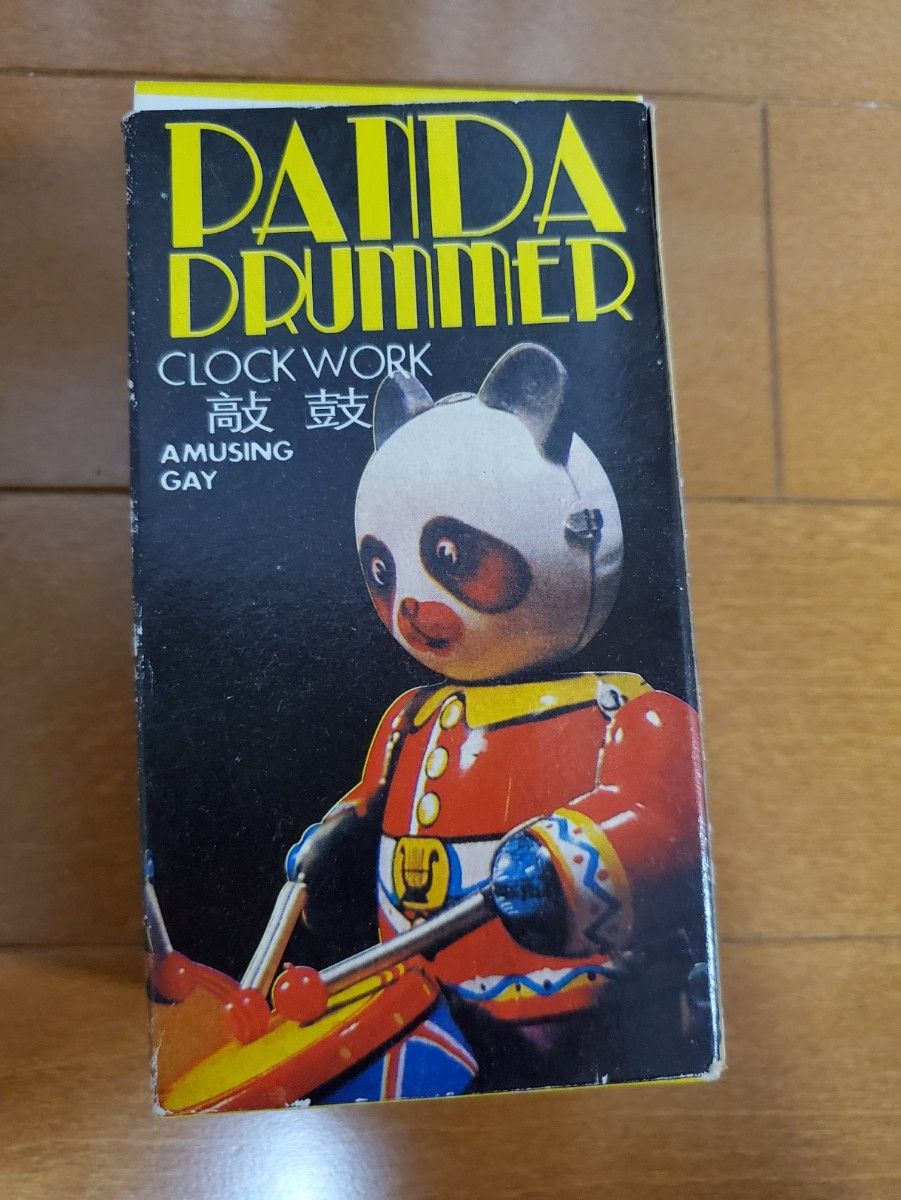 PANDA
DRUMMER
CLOCK WORK
敲 鼓
AMUSING
GAY